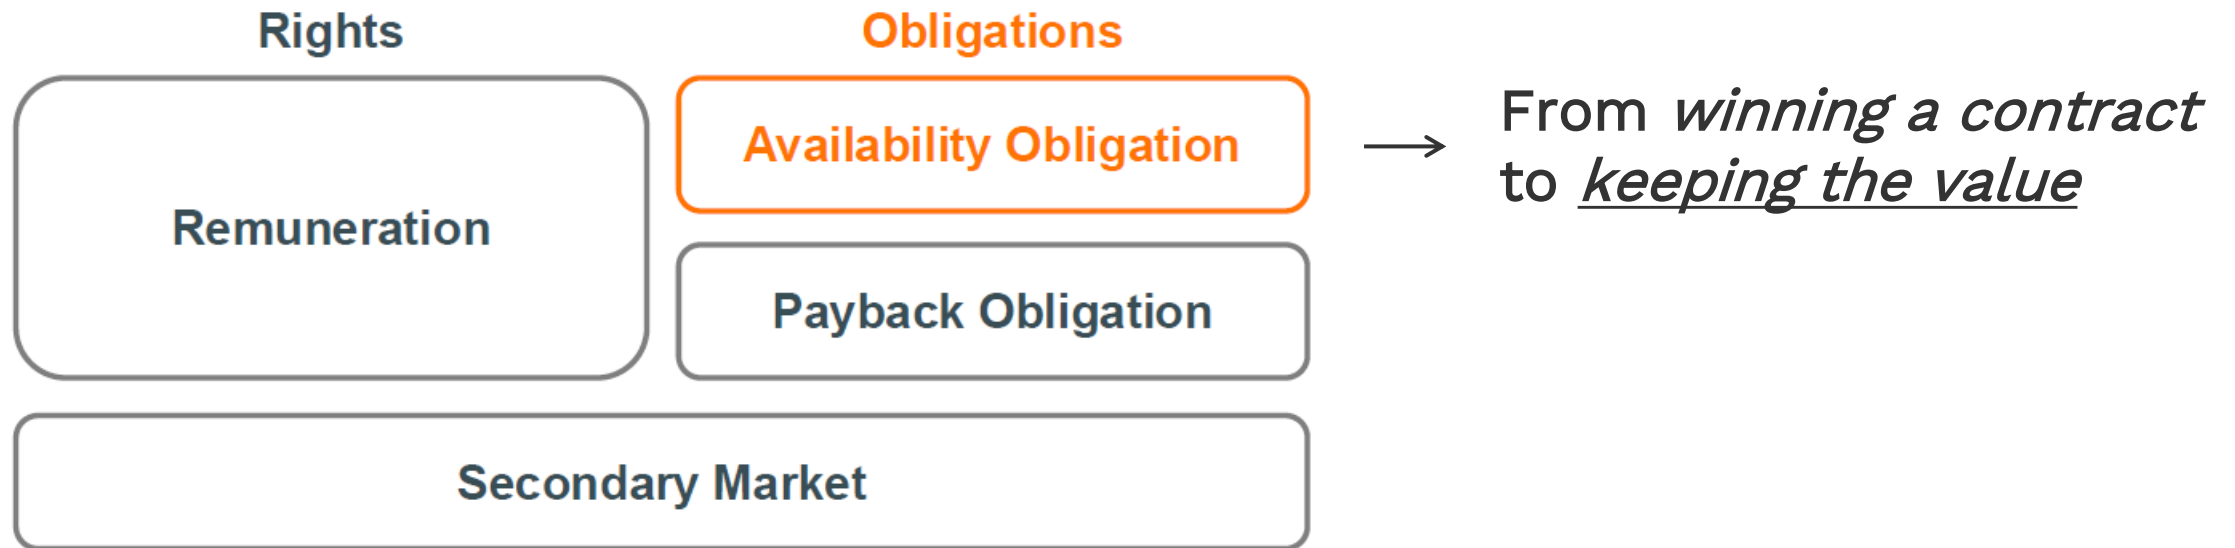 Rights
Obligations
Remuneration
Availability Obligation
Payback Obligation
Secondary Market
From winning a contract
to keeping the value